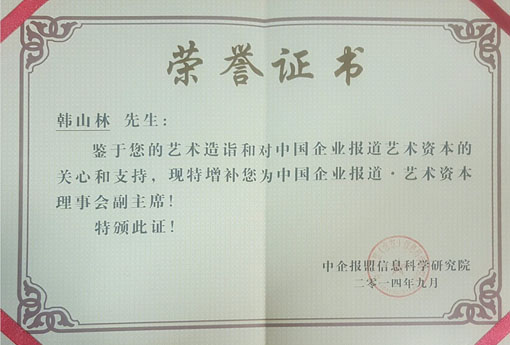 荣誉证书
韩山林 先生:
鉴于您的艺术造诣和对中国企业报道艺术资本的
关心和支持，现特增补您为中国企业报道·艺术资本
理事会副主席!
特颁此证!
中企报盟信息科学研究院
二零一四年九月